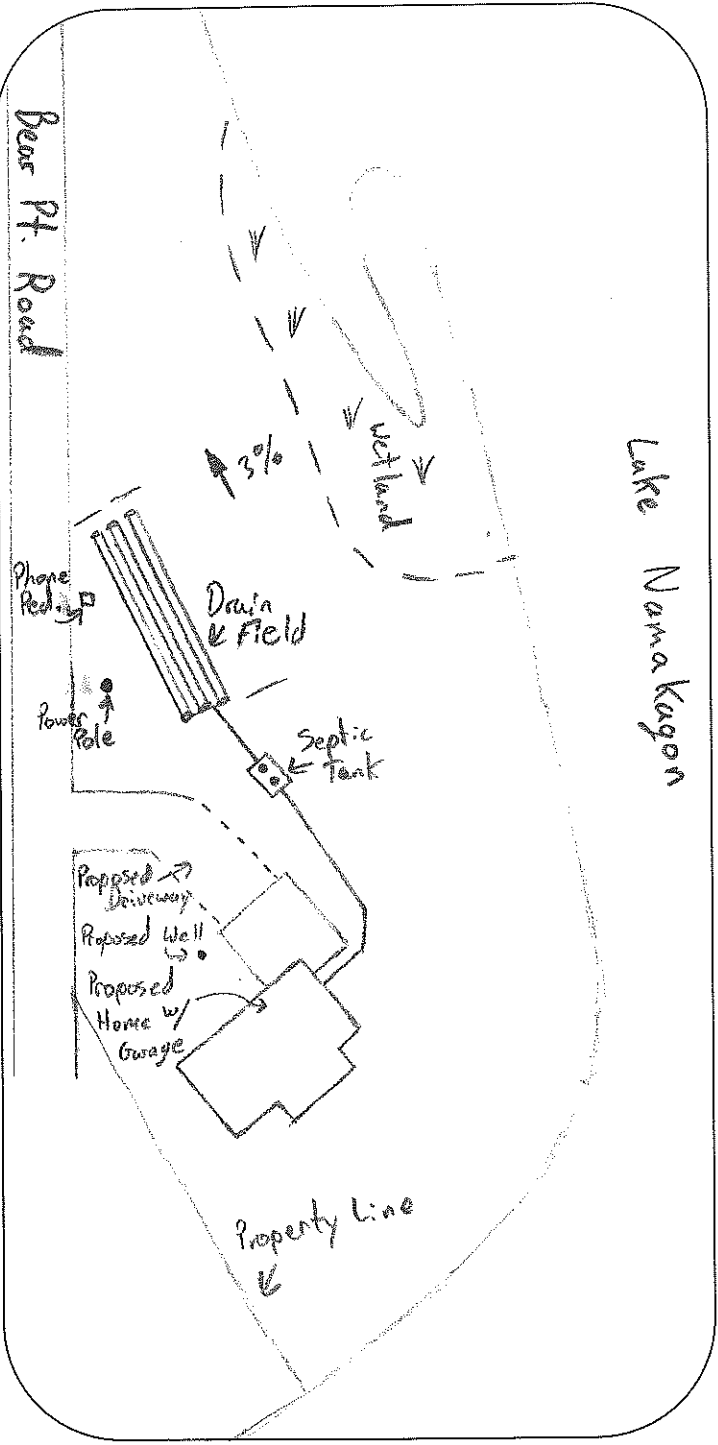 Lake Namakagon
Bear Pt. Road
wetland
3%
Drain
Field
Phone
Ped.
Power
Pole
Septic
Tank
Proposed
Driveway
Proposed Well
Proposed
Home w/
Garage
Property Line